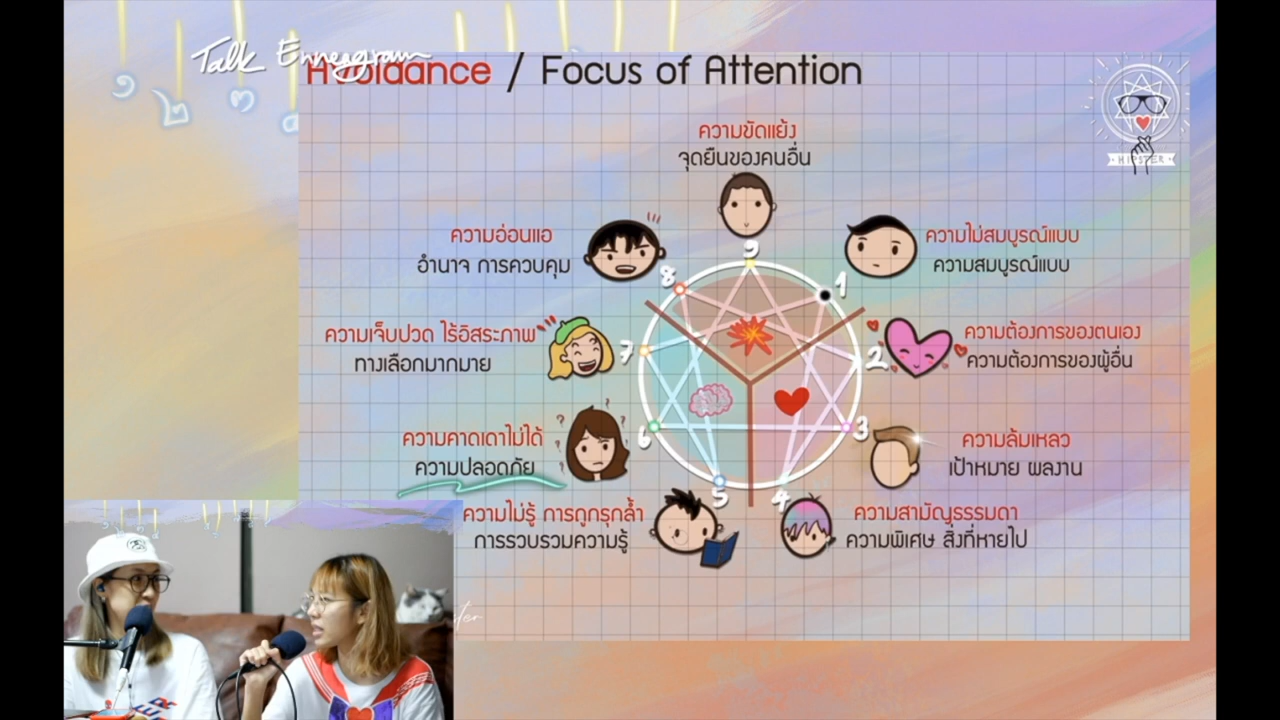 Talk Enneagram
Avoidance / Focus of Attention
๑ ๒ ๓
HIPSTER
ความขัดแย้ง
จุดยืนของคนอื่น
ความอ่อนแอ
อำนาจ การควบคุม
ความไม่สมบูรณ์แบบ
ความสมบูรณ์แบบ
9
8
1
ความเจ็บปวด ไร้อิสระภาพ
ทางเลือกมากมาย
7
2
ความต้องการของตนเอง
ความต้องการของผู้อื่น
ความคาดเดาไม่ได้
ความปลอดภัย
6
3
ความล้มเหลว
เป้าหมาย ผลงาน
ความไม่รู้ การถูกรุกล้ำ
การรวบรวมความรู้
5
4
ความสามัญธรรมดา
ความพิเศษ สิ่งที่หายไป